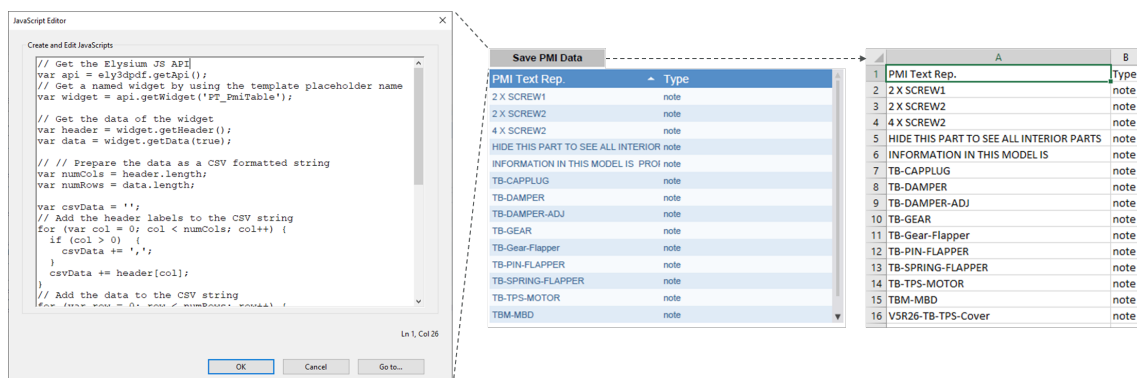 JavaScript Editor
Create and Edit JavaScripts
// Get the Elysium JS API
var api = ely3dpdf.getApi();
// Get a named widget by using the template placeholder name
var widget = api.getWidget('PT_PmiTable');
// Get the data of the widget
var header = widget.getHeader();
var data = widget.getData(true);
// // Prepare the data as a CSV formatted string
var numCols = header.length;
var numRows = data.length;
var csvData = '';
// Add the header labels to the CSV string
for (var col = 0; col < numCols; col++) {
if (col > 0) {
csvData += ',';
}
csvData += header[col];
}
// Add the data to the CSV string
for (var row = 0; row < numRows; row++) {
Ln 1, Col 26
OK Cancel Go to...
Save PMI Data
PMI Text Rep. Type
2 X SCREW1 note
2 X SCREW2 note
4 X SCREW2 note
HIDE THIS PART TO SEE ALL INTERIOR note
INFORMATION IN THIS MODEL IS PROI note
TB-CAPPLUG note
TB-DAMPER note
TB-DAMPER-ADJ note
TB-GEAR note
TB-Gear-Flapper note
TB-PIN-FLAPPER note
TB-SPRING-FLAPPER note
TB-TPS-MOTOR note
TBM-MBD note
A B
1 PMI Text Rep. Type
2 2 X SCREW1 note
3 2 X SCREW2 note
4 4 X SCREW2 note
5 HIDE THIS PART TO SEE ALL INTERIOR PARTS note
6 INFORMATION IN THIS MODEL IS note
7 TB-CAPPLUG note
8 TB-DAMPER note
9 TB-DAMPER-ADJ note
10 TB-GEAR note
11 TB-Gear-Flapper note
12 TB-PIN-FLAPPER note
13 TB-SPRING-FLAPPER note
14 TB-TPS-MOTOR note
15 TBM-MBD note
16 V5R26-TB-TPS-Cover note